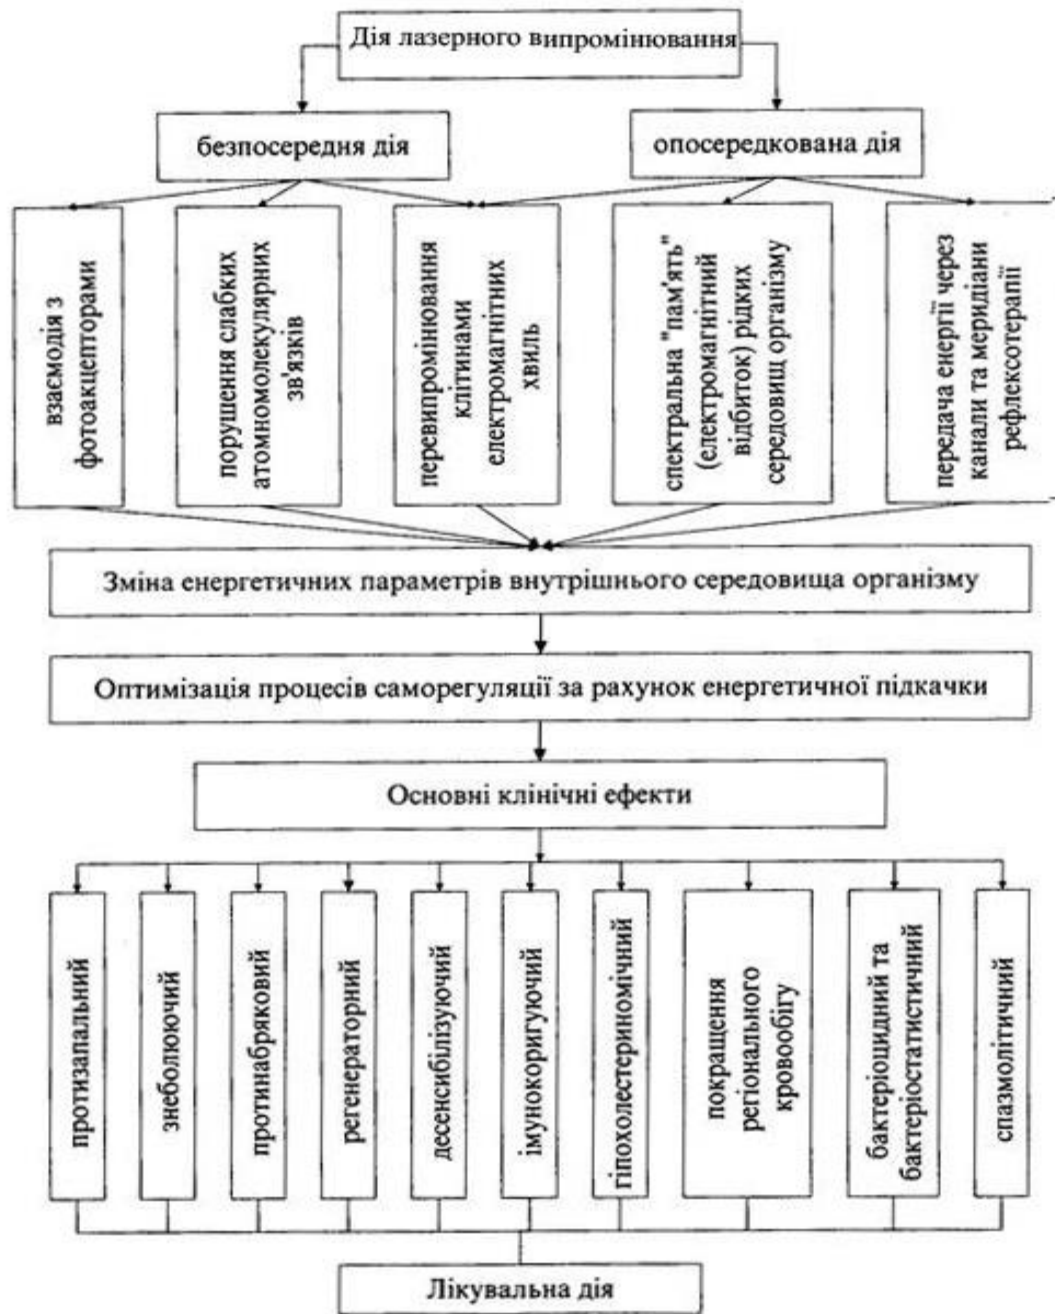 Дія лазерного випромінювання
безпосередня дія
опосередкована дія
взаємодія з
фотоакцепторами
порушення слабких
атомномолекулярних
зв'язків
перевипромінювання
клітинами
електромагнітних
хвиль
спектральна "пам'ять"
(електромагнітний
відбиток) рідких
середовищ організму
передача енергії через
канали та меридіани
рефлексотерапії
Зміна енергетичних параметрів внутрішнього середовища організму
Оптимізація процесів саморегуляції за рахунок енергетичної підкачки
Основні клінічні ефекти
протизапальний
знеболюючий
протинабряковий
регенераторний
десенсибілізуючий
імунокоригуючий
гіпохолестериномічний
покращення
регіонального
кровообігу
бактеріоцидний та
бактеріостатистичний
спазмолітичний
Лікувальна дія